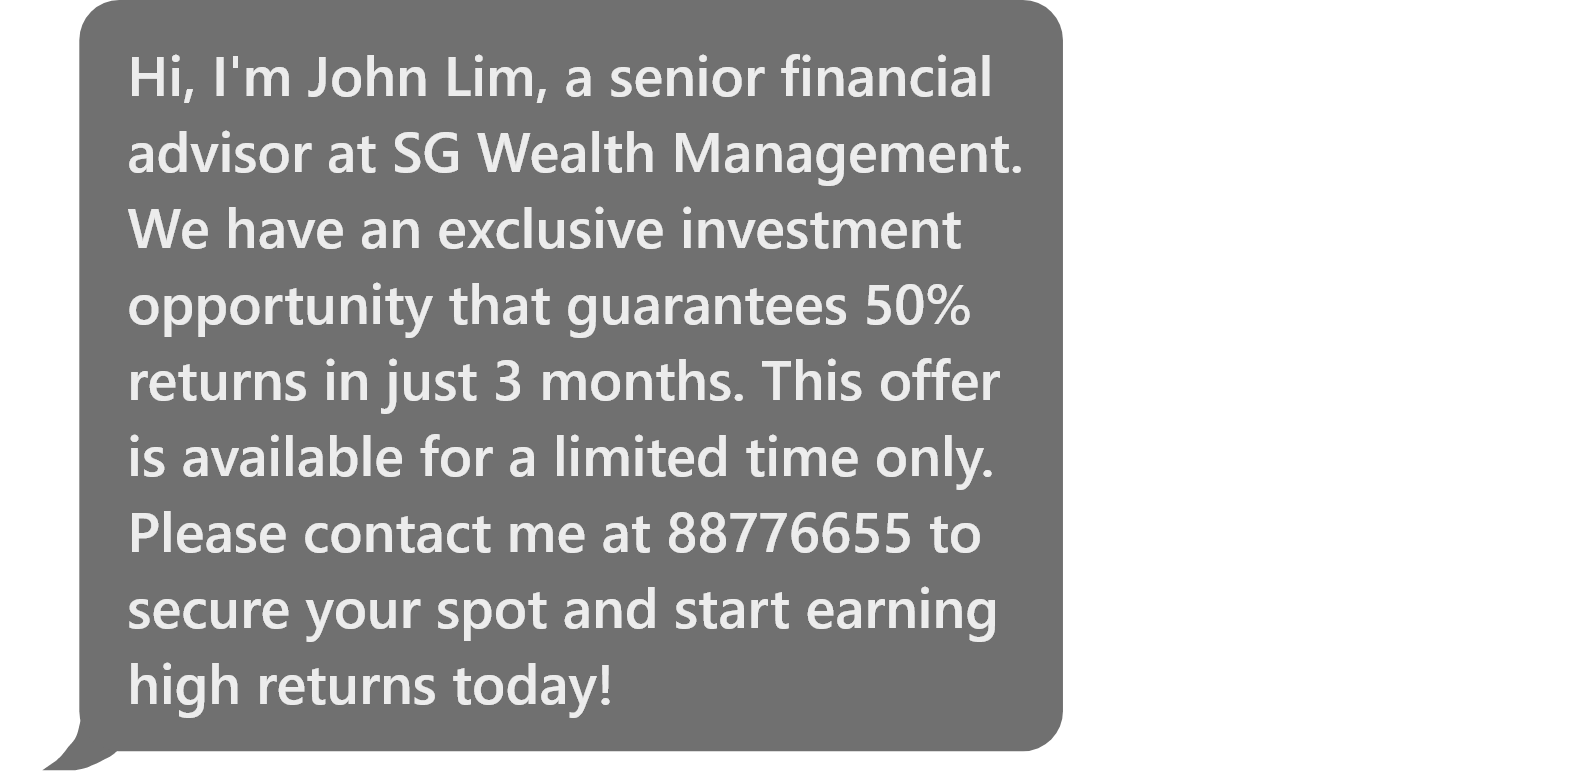 Hi, I'm John Lim, a senior financial
advisor at SG Wealth Management.
We have an exclusive investment
opportunity that guarantees 50%
returns in just 3 months. This offer
is available for a limited time only.
Please contact me at 88776655 to
secure your spot and start earning
high returns today!